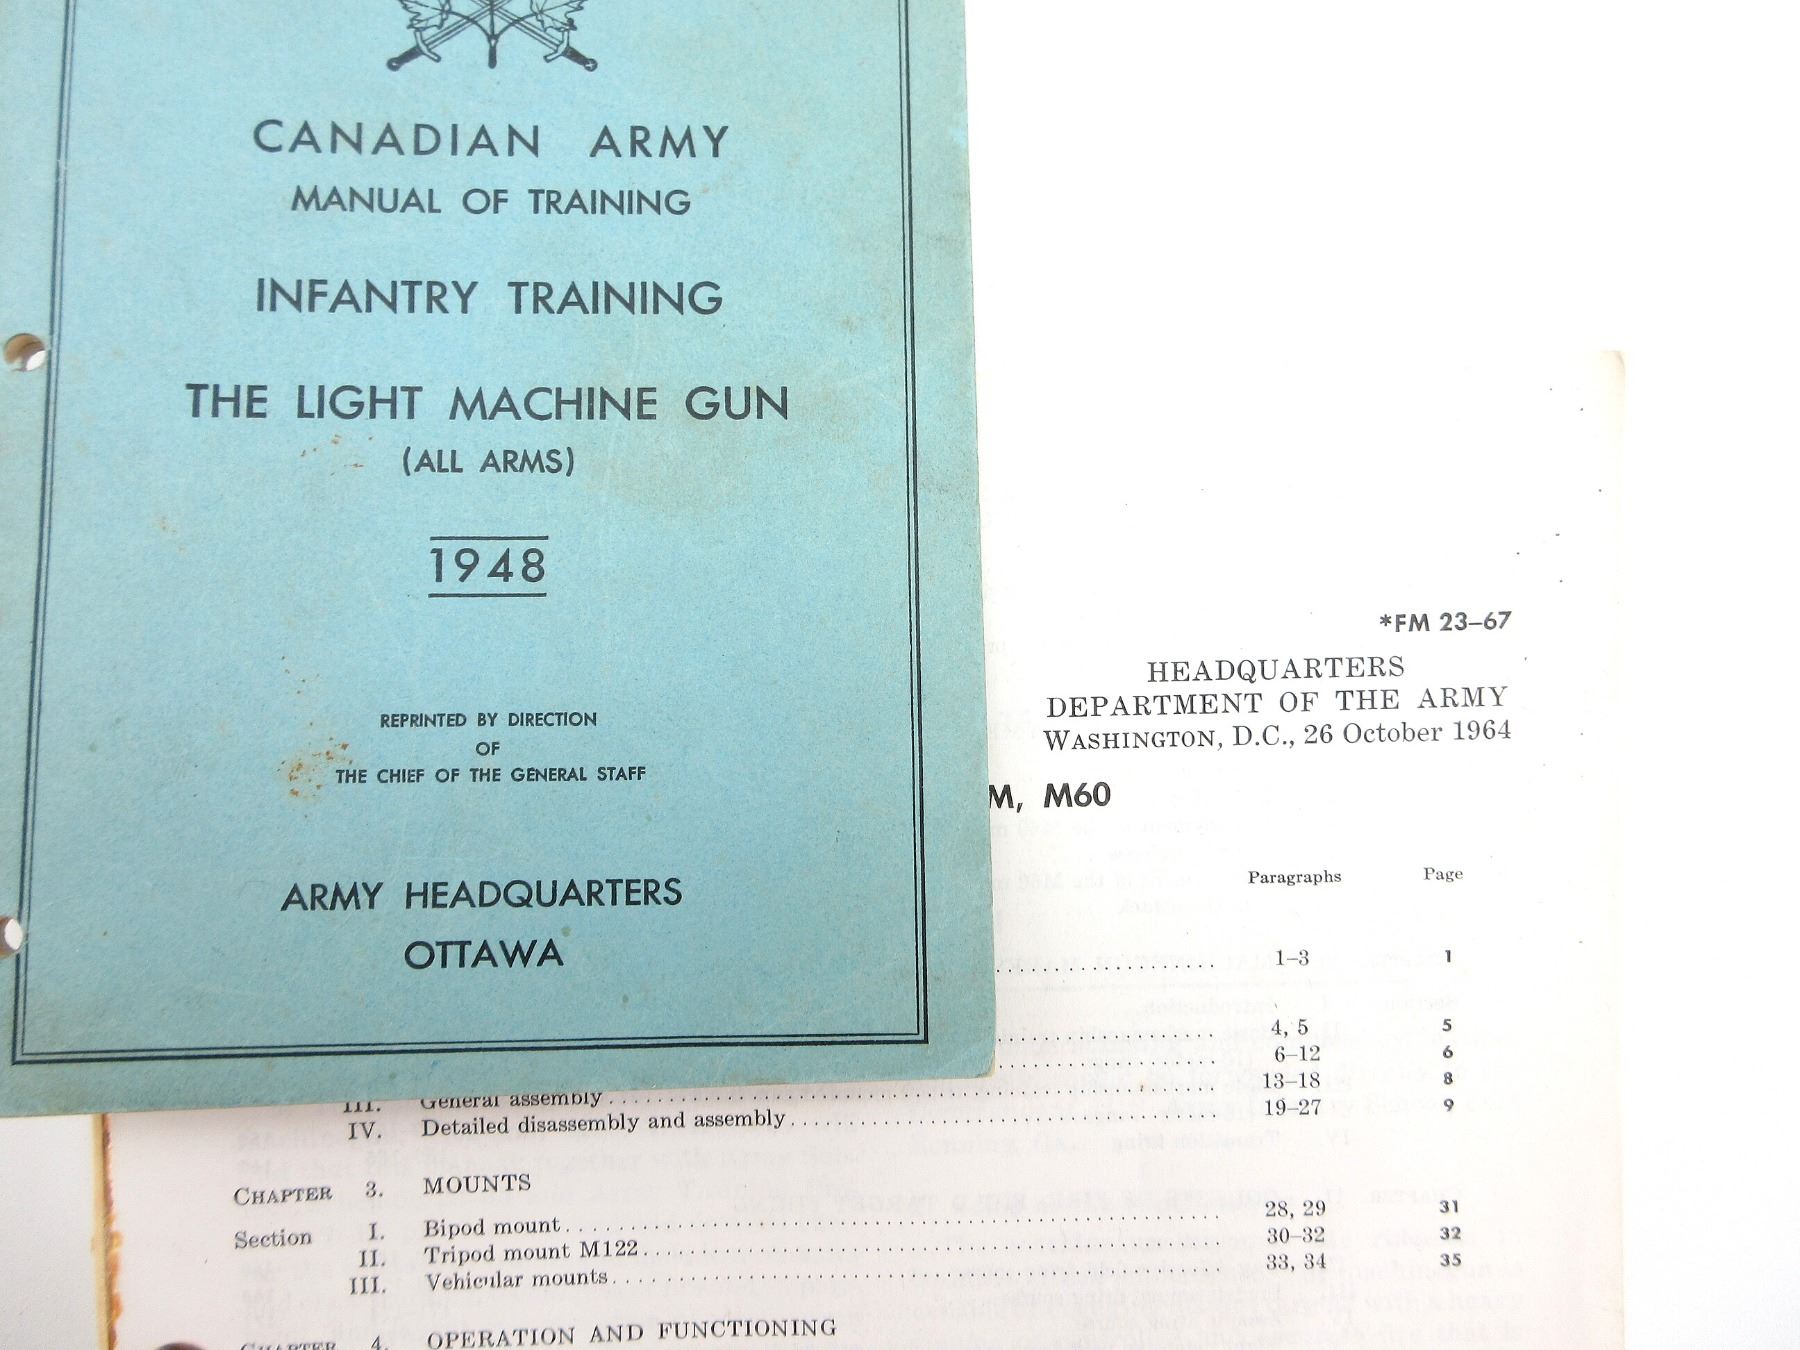 CANADIAN ARMY
MANUAL OF TRAINING
INFANTRY TRAINING
THE LIGHT MACHINE GUN
(ALL ARMS)
1948
REPRINTED BY DIRECTION
OF
THE CHIEF OF THE GENERAL STAFF
ARMY HEADQUARTERS
OTTAWA
*FM 23–67
HEADQUARTERS
DEPARTMENT OF THE ARMY
WASHINGTON, D.C., 26 October 1964
M, M60
Paragraphs Page
1–3 1
4, 5 5
6–12 6
III. General assembly 13–18 8
IV. Detailed disassembly and assembly 19–27 9
CHAPTER 3. MOUNTS
Section I. Bipod mount 28, 29 31
II. Tripod mount M122 30–32 32
III. Vehicular mounts 33, 34 35
CHAPTER 4. OPERATION AND FUNCTIONING